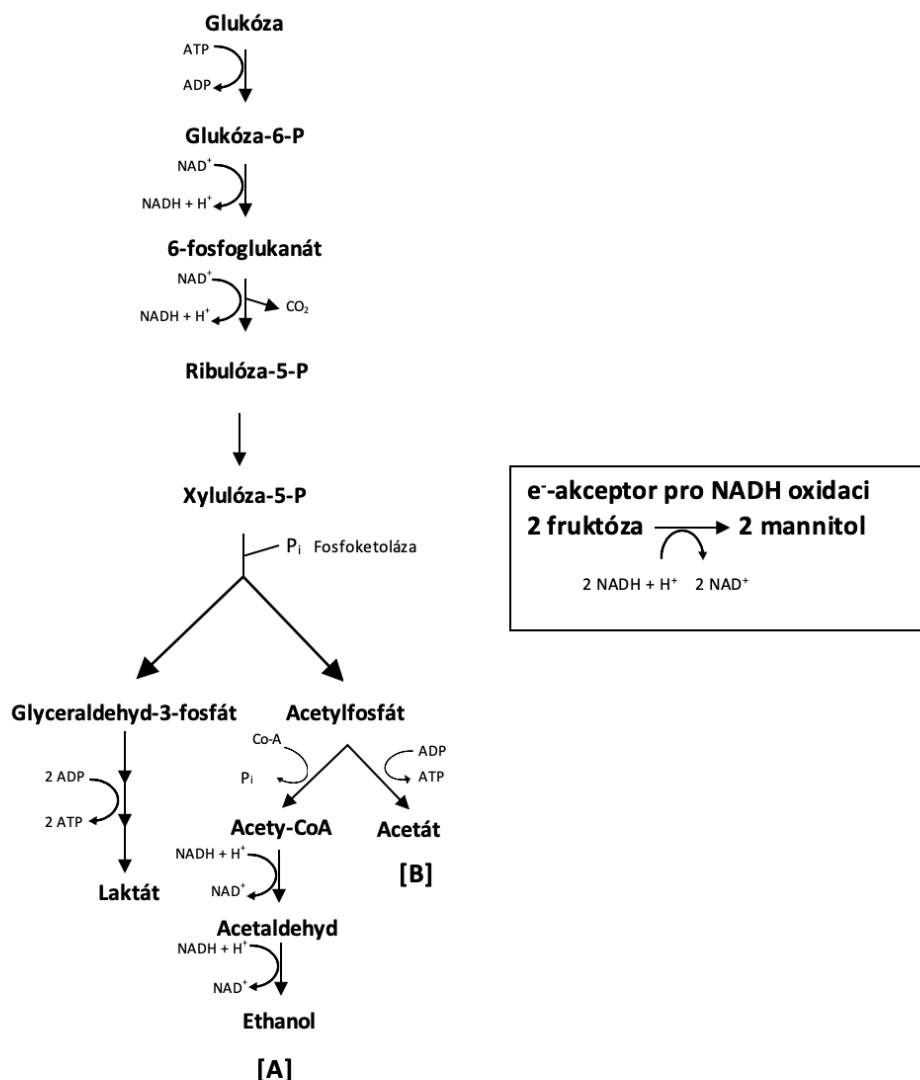 Glukóza
ATP
ADP
Glukóza-6-P
NAD⁺
NADH + H⁺
6-fosfoglukanát
NAD⁺
NADH + H⁺
CO₂
Ribulóza-5-P
Xylulóza-5-P
Pᵢ Fosfoketoláza
e⁻-akceptor pro NADH oxidaci
2 fruktóza 2 mannitol
2 NADH + H⁺ 2 NAD⁺
Glyceraldehyd-3-fosfát
2 ADP
2 ATP
Laktát
Acetylfosfát
Co-A
Pᵢ
ADP
ATP
Acety-CoA
Acetát
[B]
NADH + H⁺
NAD⁺
Acetaldehyd
NADH + H⁺
NAD⁺
Ethanol
[A]